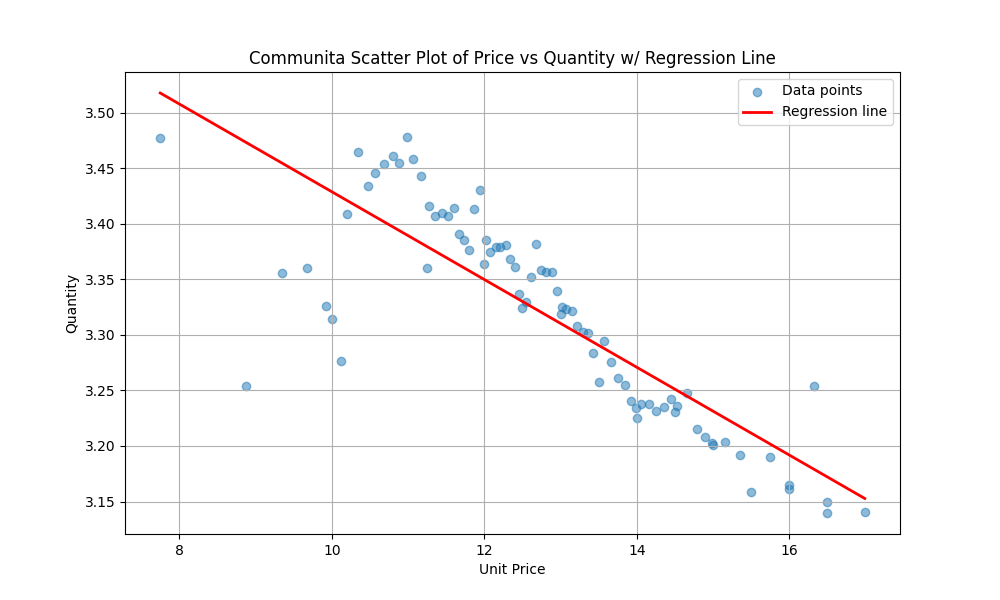 Communita Scatter Plot of Price vs Quantity w/ Regression Line
Data points
Regression line
3.50
3.45
3.40
3.35
3.30
3.25
3.20
3.15
Quantity
8 10 12 14 16
Unit Price